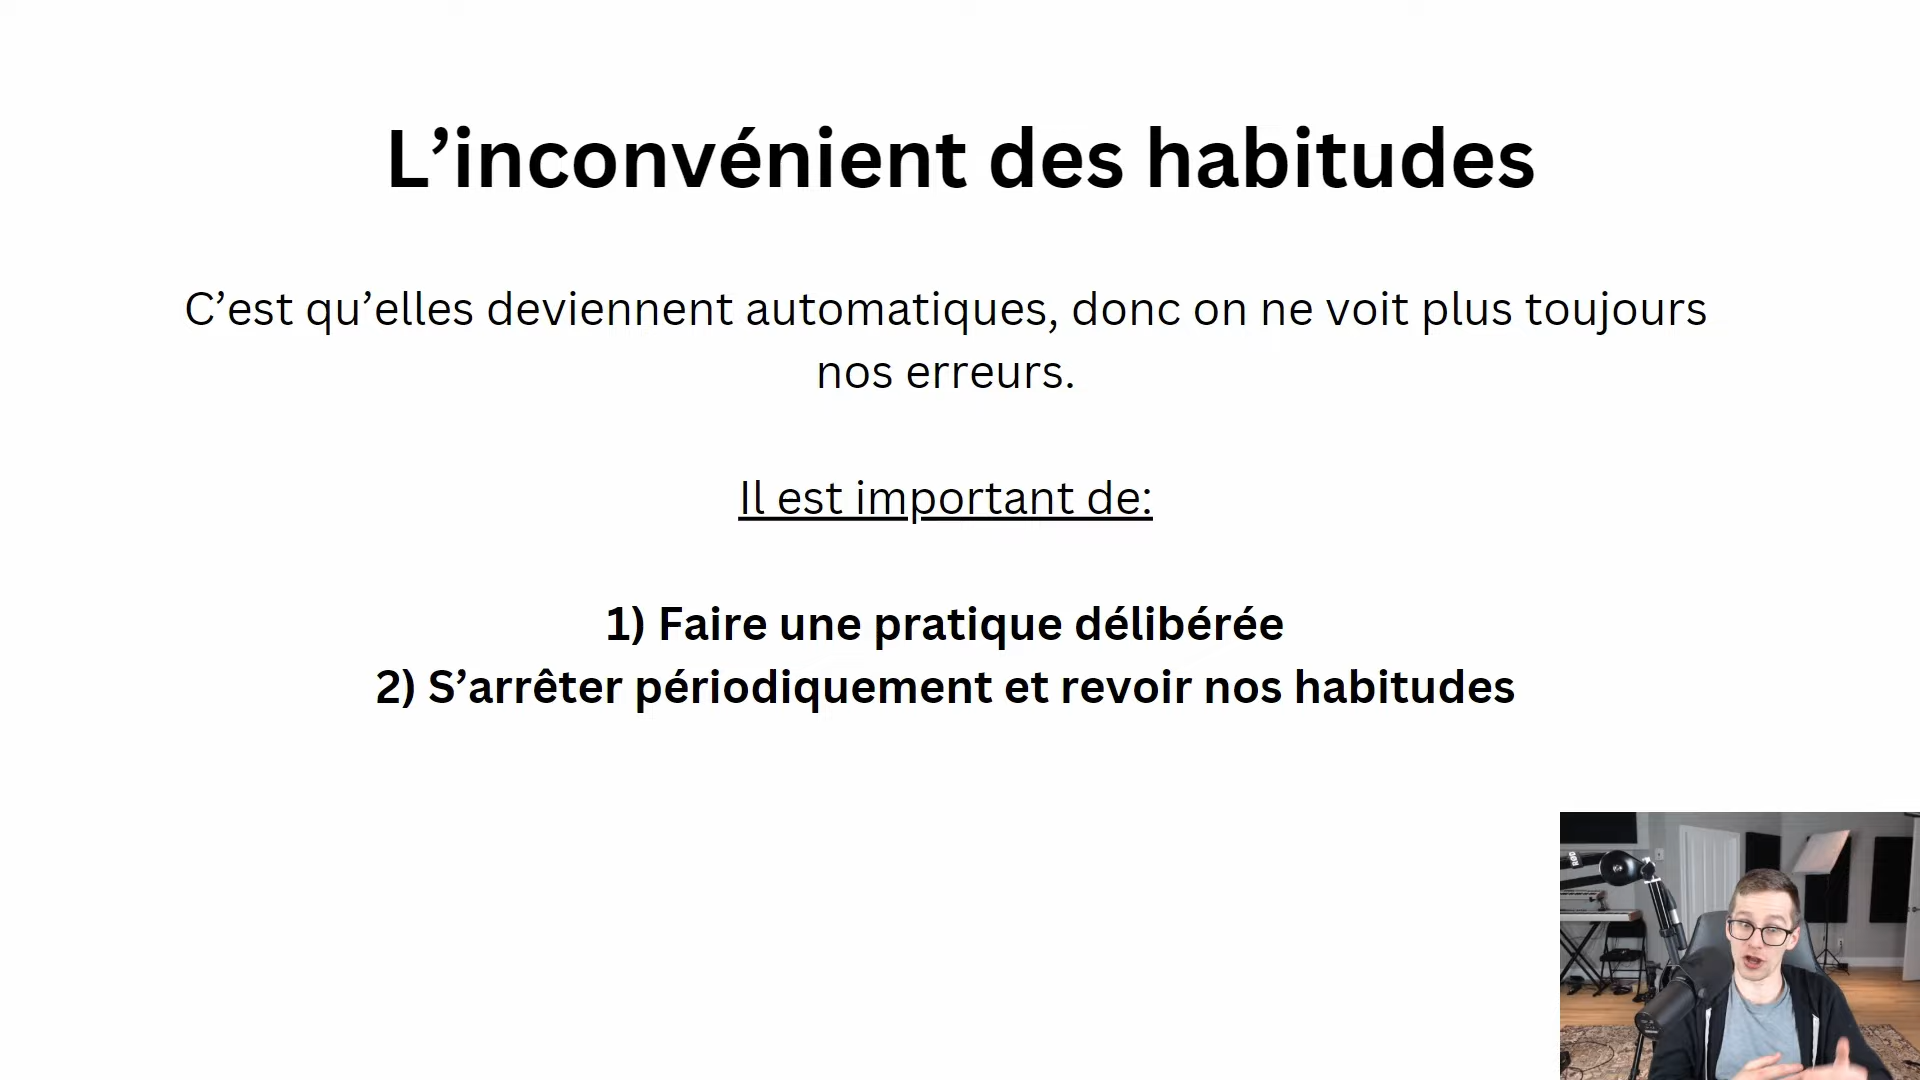 L’inconvénient des habitudes
C’est qu’elles deviennent automatiques, donc on ne voit plus toujours
nos erreurs.
Il est important de:
1) Faire une pratique délibérée
2) S’arrêter périodiquement et revoir nos habitudes